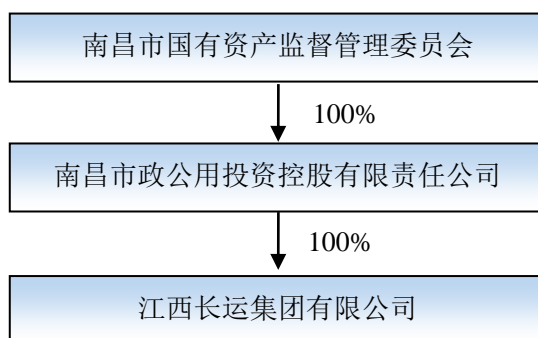 南昌市国有资产监督管理委员会
100%
南昌市政公用投资控股有限责任公司
100%
江西长运集团有限公司